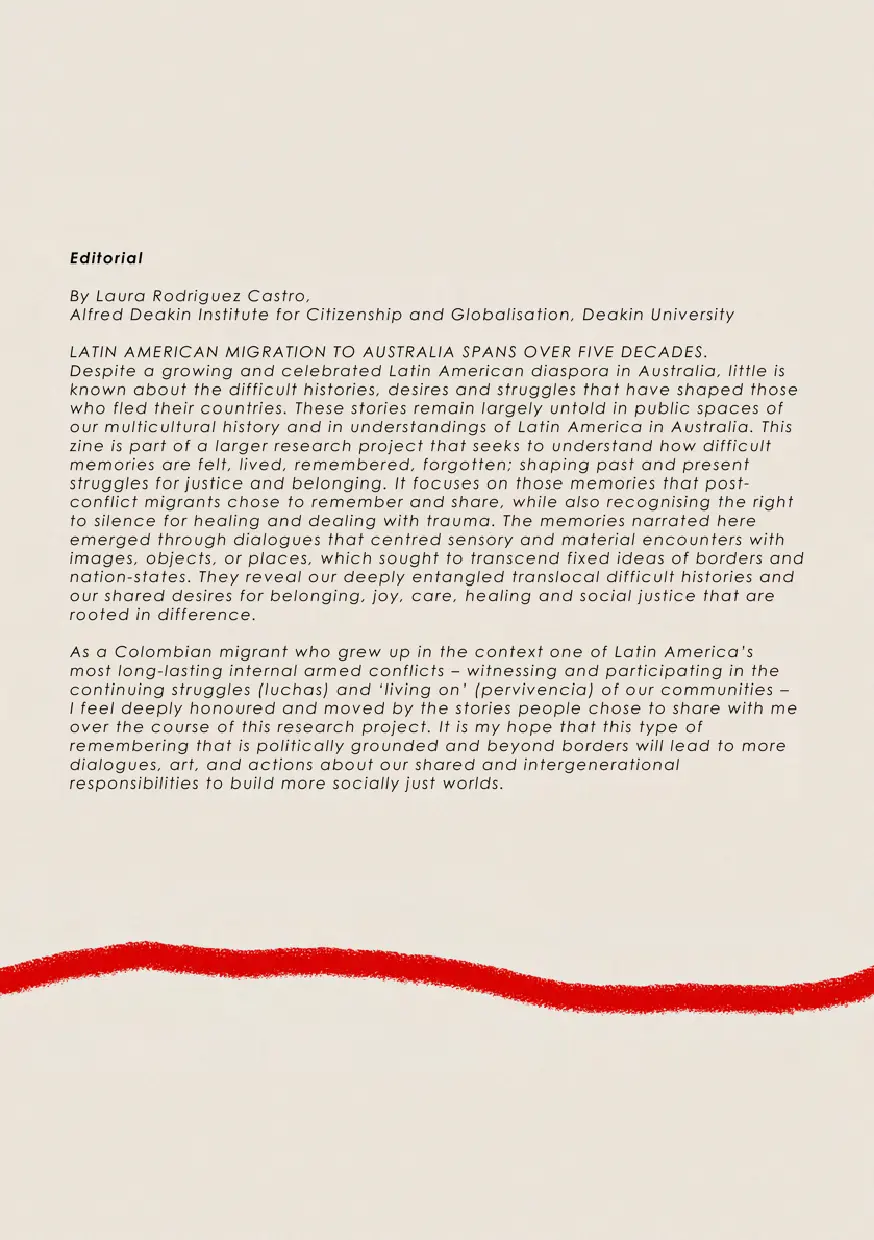 Editorial
By Laura Rodriguez Castro,
Alfred Deakin Institute for Citizenship and Globalisation, Deakin University
LATIN AMERICAN MIGRATION TO AUSTRALIA SPANS OVER FIVE DECADES.
Despite a growing and celebrated Latin American diaspora in Australia, little is
known about the difficult histories, desires and struggles that have shaped those
who fled their countries. These stories remain largely untold in public spaces of
our multicultural history and in understandings of Latin America in Australia. This
zine is part of a larger research project that seeks to understand how difficult
memories are felt, lived, remembered, forgotten; shaping past and present
struggles for justice and belonging. It focuses on those memories that post-
conflict migrants chose to remember and share, while also recognising the right
to silence for healing and dealing with trauma. The memories narrated here
emerged through dialogues that centred sensory and material encounters with
images, objects, or places, which sought to transcend fixed ideas of borders and
nation-states. They reveal our deeply entangled translocal difficult histories and
our shared desires for belonging, joy, care, healing and social justice that are
rooted in difference.
As a Colombian migrant who grew up in the context one of Latin America's
most long-lasting internal armed conflicts – witnessing and participating in the
continuing struggles ('luchas) and 'living on' (pervivencia) of our communities –
I feel deeply honoured and moved by the stories people chose to share with me
over the course of this research project. It is my hope that this type of
remembering that is politically grounded and beyond borders will lead to more
dialogues, art, and actions about our shared and intergenerational
responsibilities to build more socially just worlds.